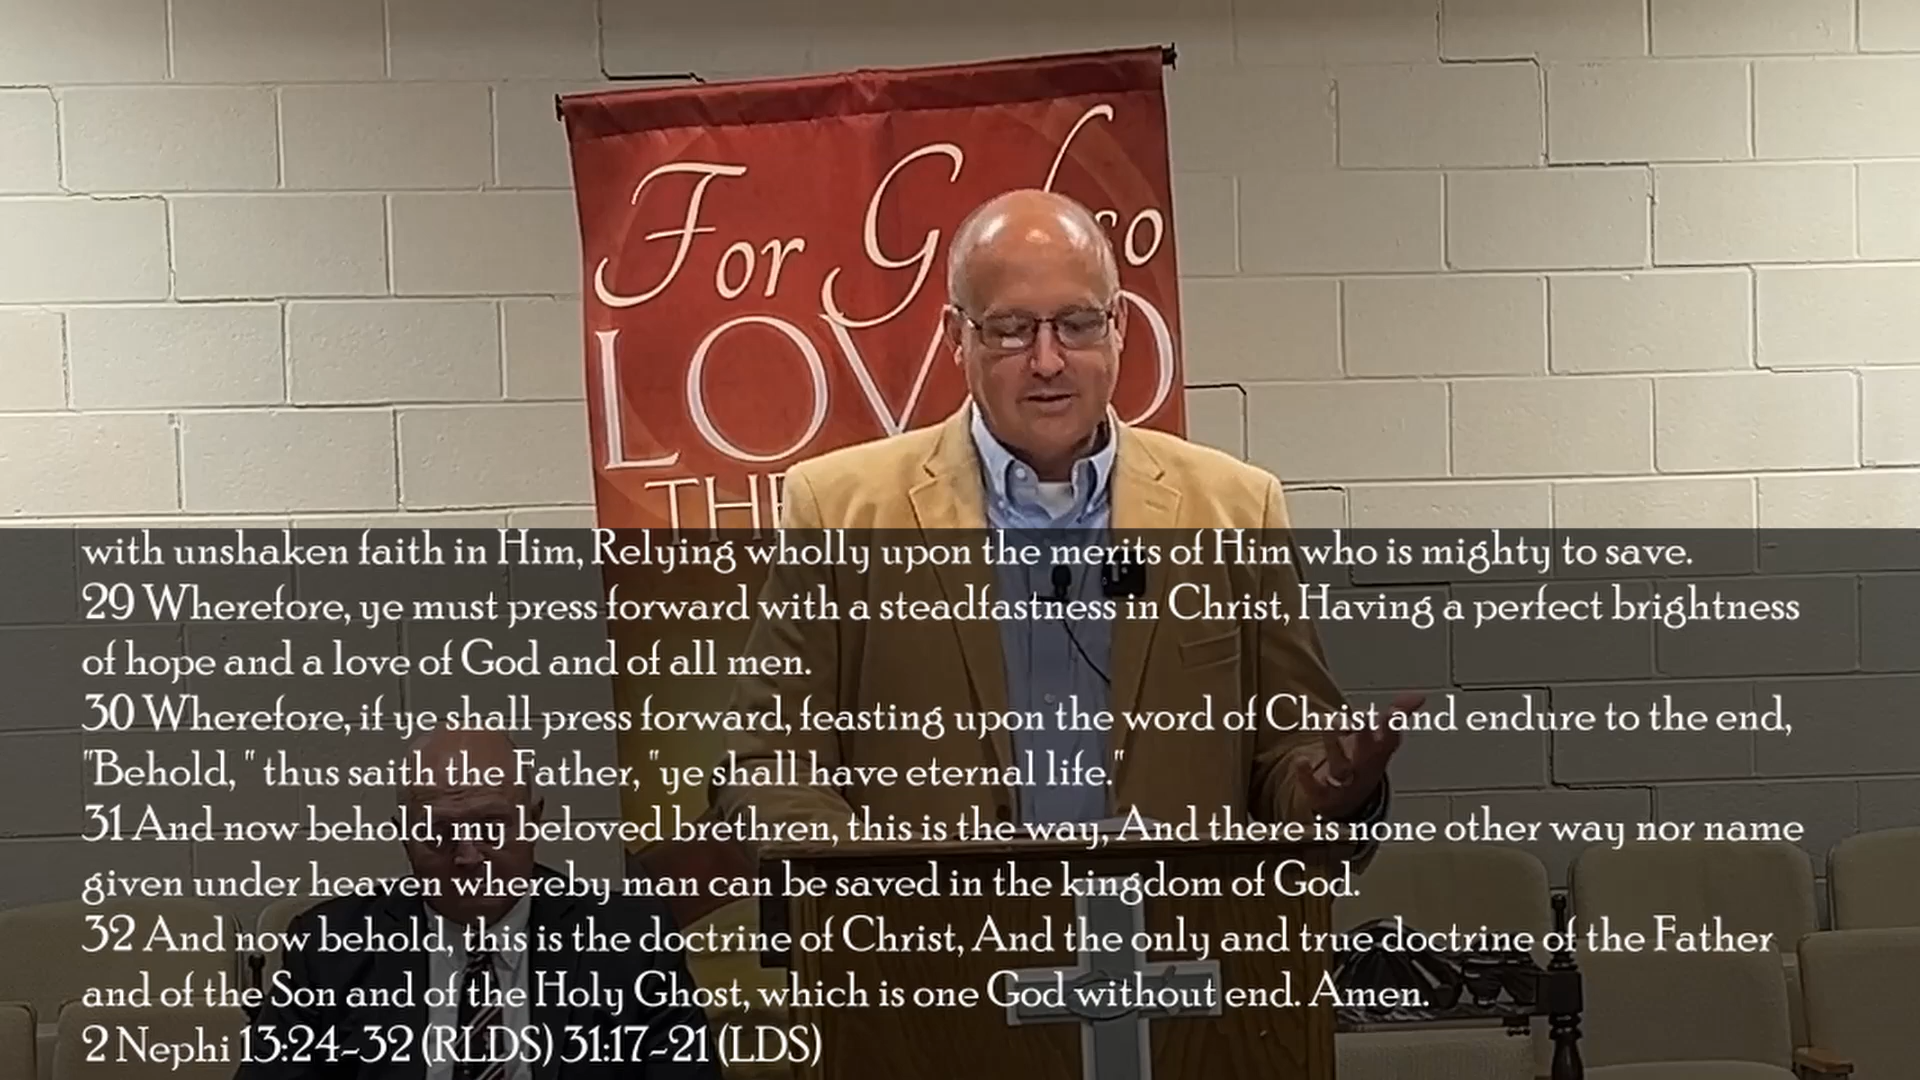 For G so
LOV D
THE
with unshaken faith in Him, Relying wholly upon the merits of Him who is mighty to save.
29 Wherefore, ye must press forward with a steadfastness in Christ, Having a perfect brightness
of hope and a love of God and of all men.
30 Wherefore, if ye shall press forward, feasting upon the word of Christ and endure to the end,
"Behold, " thus saith the Father, "ye shall have eternal life."
31 And now behold, my beloved brethren, this is the way, And there is none other way nor name
given under heaven whereby man can be saved in the kingdom of God.
32 And now behold, this is the doctrine of Christ, And the only and true doctrine of the Father
and of the Son and of the Holy Ghost, which is one God without end. Amen.
2 Nephi 13:24-32 (RLDS) 31:17-21 (LDS)